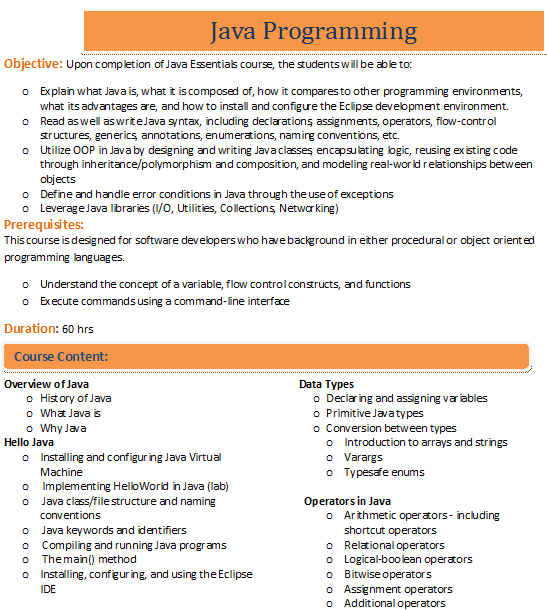 Java Programming
Objective: Upon completion of Java Essentials course, the students will be able to:
o Explain what Java is, what it is composed of, how it compares to other programming environments,
what its advantages are, and how to install and configure the Eclipse development environment.
o Read as well as write Java syntax, including declarations, assignments, operators, flow-control
structures, generics, annotations, enumerations, naming conventions, etc.
o Utilize OOP in Java by designing and writing Java classes, encapsulating logic, reusing existing code
through inheritance/polymorphism and composition, and modeling real-world relationships between
objects
o Define and handle error conditions in Java through the use of exceptions
o Leverage Java libraries (I/O, Utilities, Collections, Networking)
Prerequisites:
This course is designed for software developers who have background in either procedural or object oriented
programming languages.
o Understand the concept of a variable, flow control constructs, and functions
o Execute commands using a command-line interface
Duration: 60 hrs
Course Content:
Overview of Java
o History of Java
o What Java is
o Why Java
Hello Java
o Installing and configuring Java Virtual
Machine
o Implementing HelloWorld in Java (lab)
o Java class/file structure and naming
conventions
o Java keywords and identifiers
o Compiling and running Java programs
o The main() method
o Installing, configuring, and using the Eclipse
IDE
Data Types
o Declaring and assigning variables
o Primitive Java types
o Conversion between types
o Introduction to arrays and strings
o Varargs
o Typesafe enums
Operators in Java
o Arithmetic operators - including
shortcut operators
o Relational operators
o Logical-boolean operators
o Bitwise operators
o Assignment operators
o Additional operators